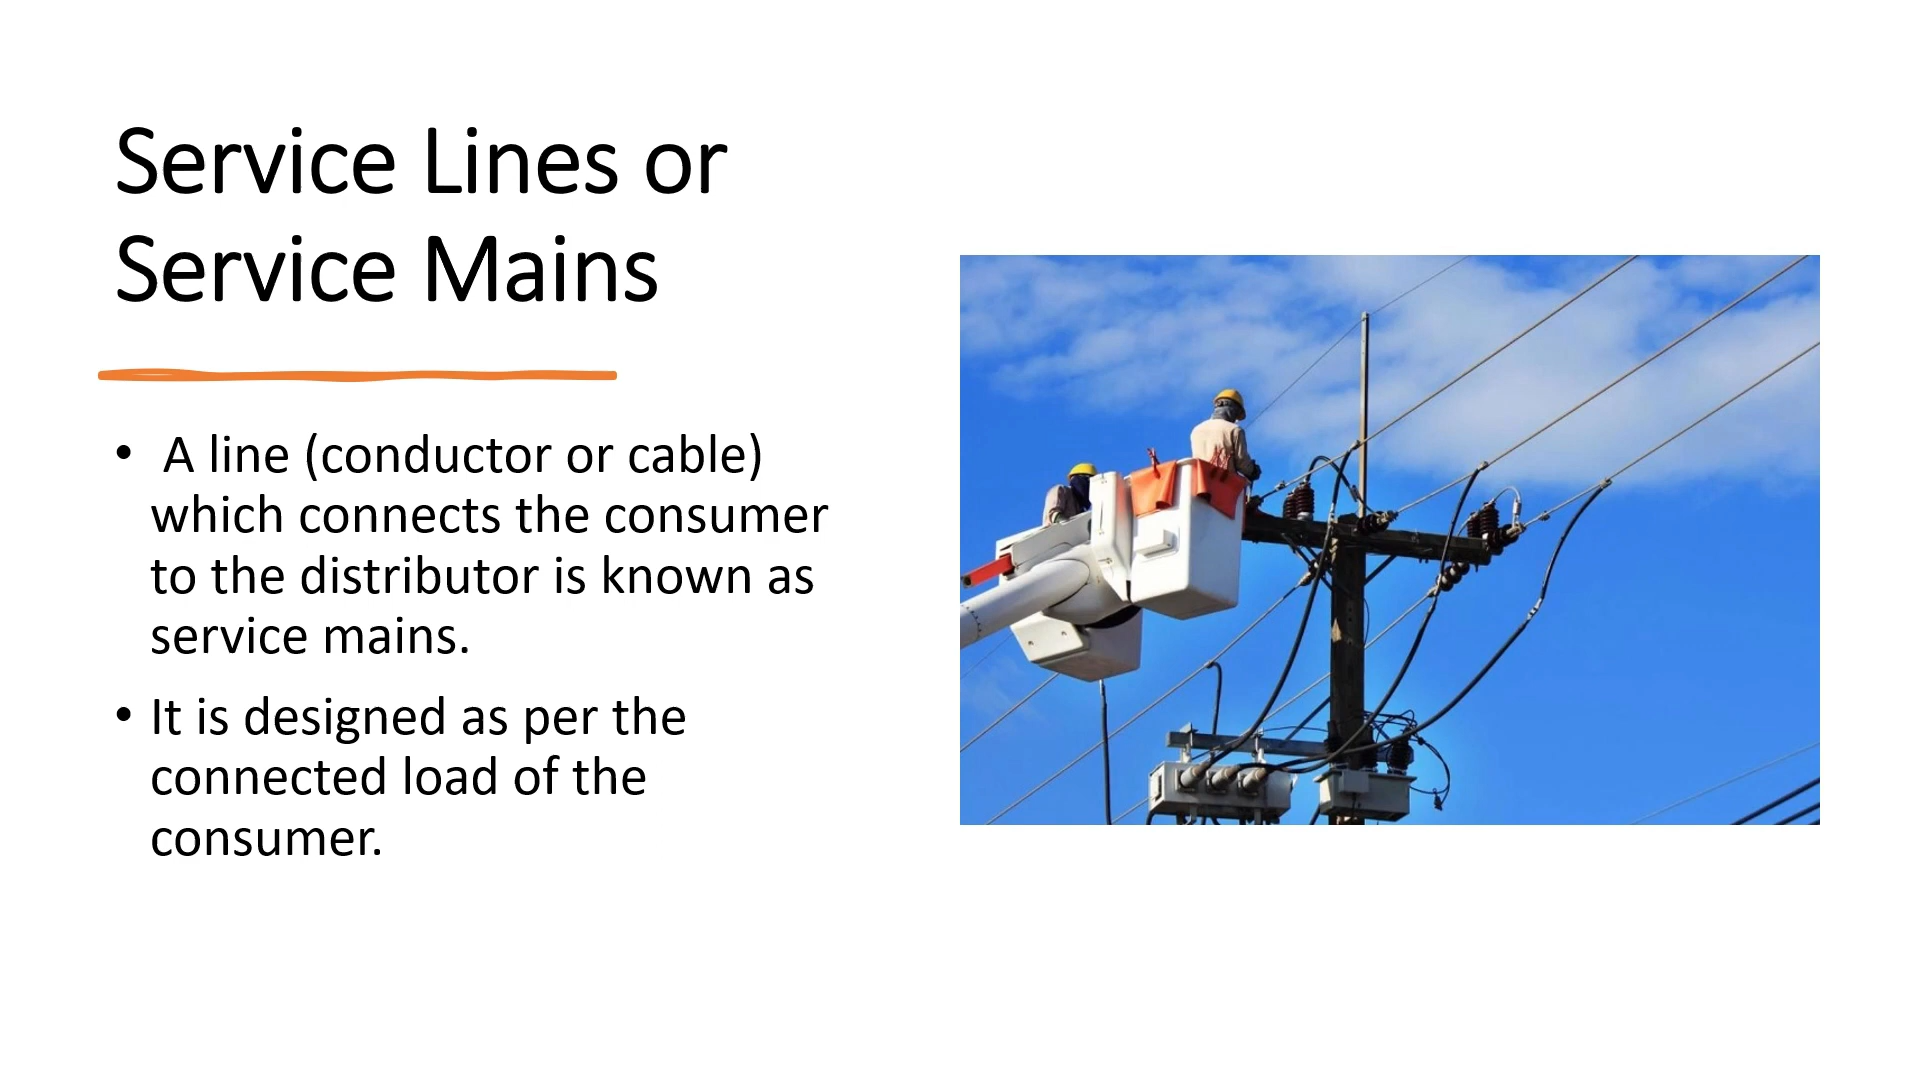 Service Lines or
Service Mains
• A line (conductor or cable)
which connects the consumer
to the distributor is known as
service mains.
• It is designed as per the
connected load of the
consumer.